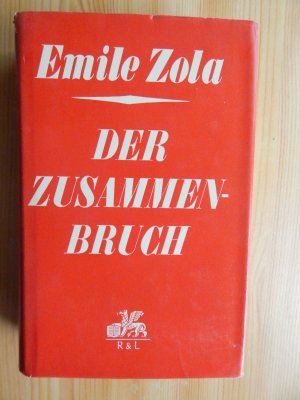 Emile Zola
DER
ZUSAMMEN-
BRUCH
R & L